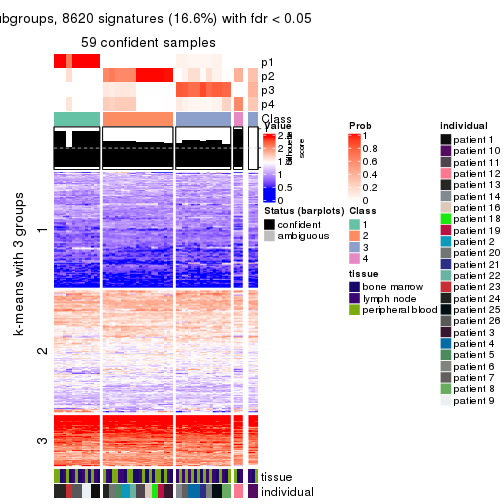 ubgroups, 8620 signatures (16.6%) with fdr < 0.05
59 confident samples
p1
p2
p3
p4
Class
k-means with 3 groups
1
2
3
tissue
individual
Silhouette
score
Value
2.5
2
1.5
1
0.5
0
Status (barplots)
confident
ambiguous
Prob
1
0.8
0.6
0.4
0.2
0
Class
1
2
3
4
tissue
bone marrow
lymph node
peripheral blood
individual
patient 1
patient 10
patient 11
patient 12
patient 13
patient 14
patient 16
patient 18
patient 19
patient 2
patient 20
patient 21
patient 22
patient 23
patient 24
patient 25
patient 26
patient 3
patient 4
patient 5
patient 6
patient 7
patient 8
patient 9